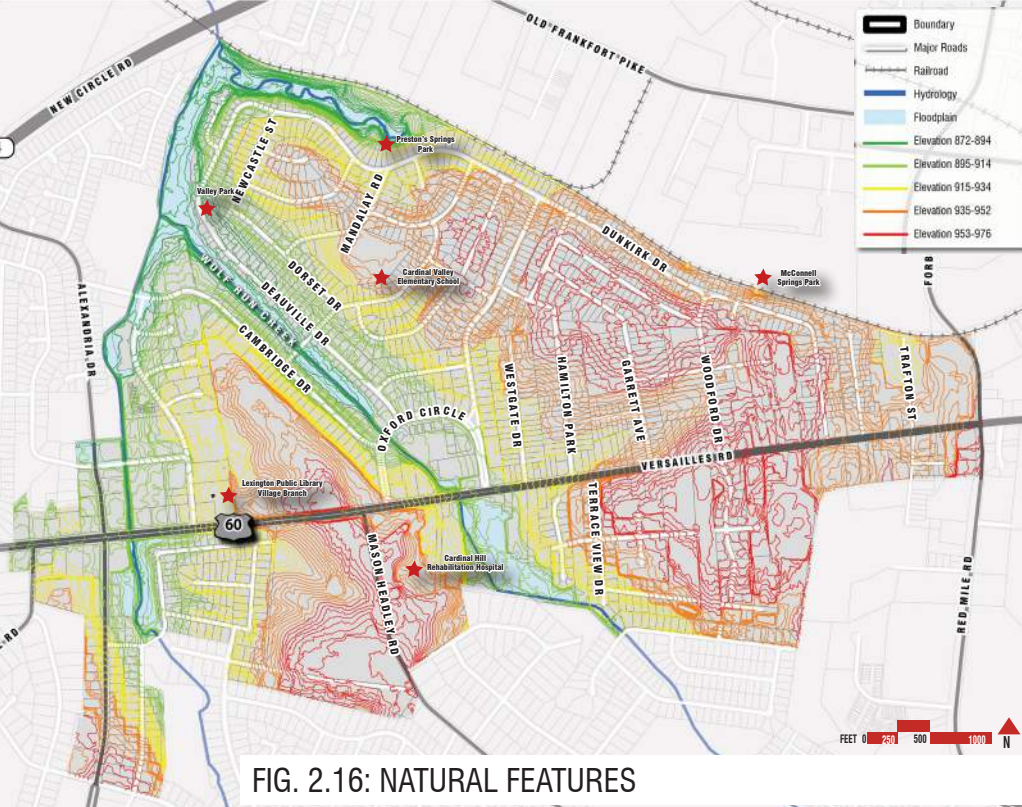 OLD FRANKFORT PIKE
NEW CIRCLE RD
Boundary
Major Roads
Railroad
Hydrology
Floodplain
Elevation 872-894
Elevation 895-914
Elevation 915-934
Elevation 935-952
Elevation 953-976
NEWCASTLE ST
Preston's Springs
Park
Valley Park
MANDALAY RD
DUNKIRK DR
Cardinal Valley
Elementary School
McConnell
Springs Park
FORB
WOLF RUN CREEK
DORSET DR
DEAUVILLE DR
CAMBRIDGE DR
ALEXANDRIA DR
OXFORD CIRCLE
WESTGATE DR
HAMILTON PARK
GARRETT AVE
WOODFORD DR
TRAFTON ST
VERSAILLES RD
Lexington Public Library
Village Branch
60
TERRACE VIEW DR
MASON HEADLEY RD
Cardinal Hill
Rehabilitation Hospital
RED MILE RD
RD
FEET 0 250 500 1000 N
FIG. 2.16: NATURAL FEATURES